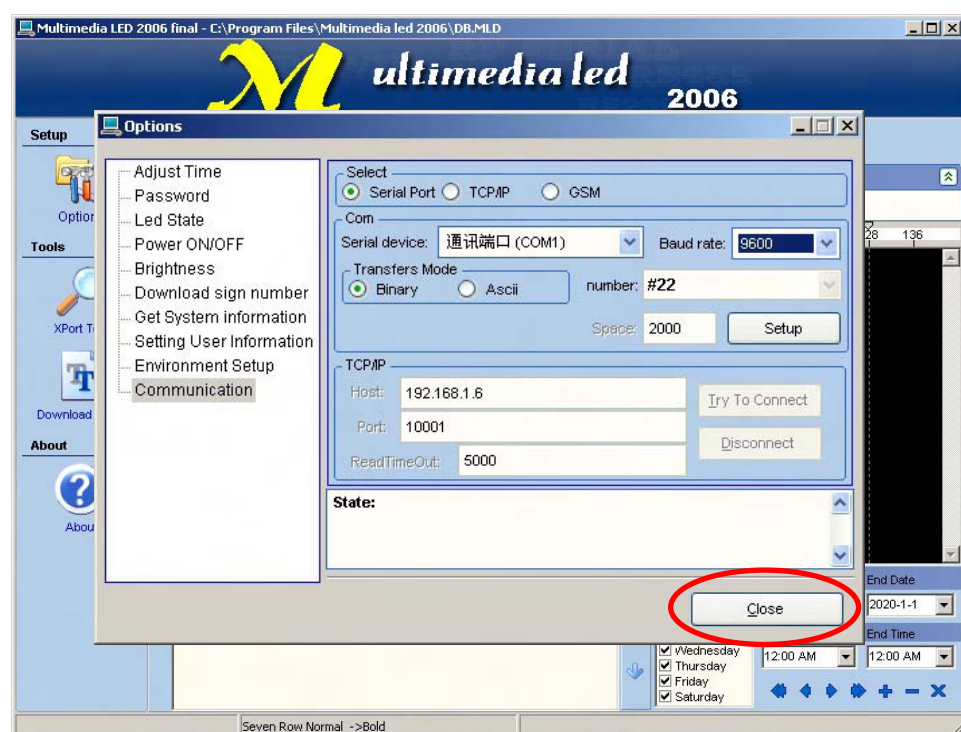 Multimedia LED 2006 final - C:\Program Files\Multimedia led 2006\DB.MLD
Multimedia led
2006
Setup
Options
Adjust Time
Password
Led State
Power ON/OFF
Brightness
Download sign number
Get System information
Setting User Information
Environment Setup
Communication
Select
Serial Port TCP/IP GSM
Com
Serial device: 通讯端口 (COM1) Baud rate: 9600
Transfers Mode
Binary Ascii number: #22
Space: 2000 Setup
TCP/IP
Host: 192.168.1.6 Try To Connect
Port: 10001
Disconnect
ReadTimeOut: 5000
State:
Close
Option
Tools
XPort T
Download
About
Abou
28 136
End Date
2020-1-1
End Time
Wednesday
12:00 AM 12:00 AM
Thursday
Friday
Saturday
Seven Row Normal ->Bold